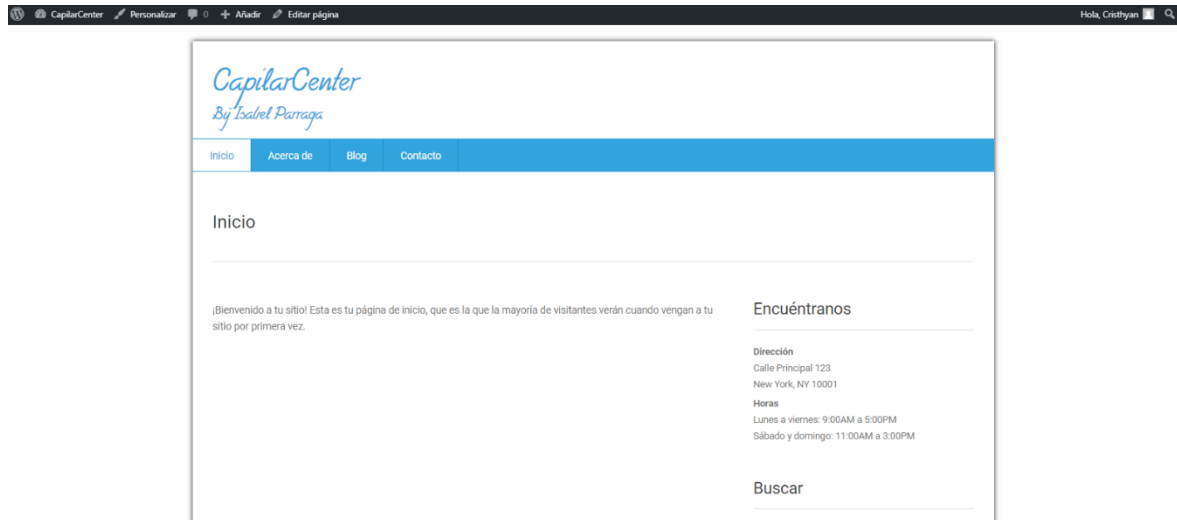 CapilarCenter Personalizar 0 Añadir Editar página Hola, Cristhyan
CapilarCenter
By Isabel Parraga
Inicio Acerca de Blog Contacto
Inicio
¡Bienvenido a tu sitio! Esta es tu página de inicio, que es la que la mayoría de visitantes verán cuando vengan a tu
sitio por primera vez.
Encuéntranos
Dirección
Calle Principal 123
New York, NY 10001
Horas
Lunes a viernes: 9:00AM a 5:00PM
Sábado y domingo: 11:00AM a 3:00PM
Buscar